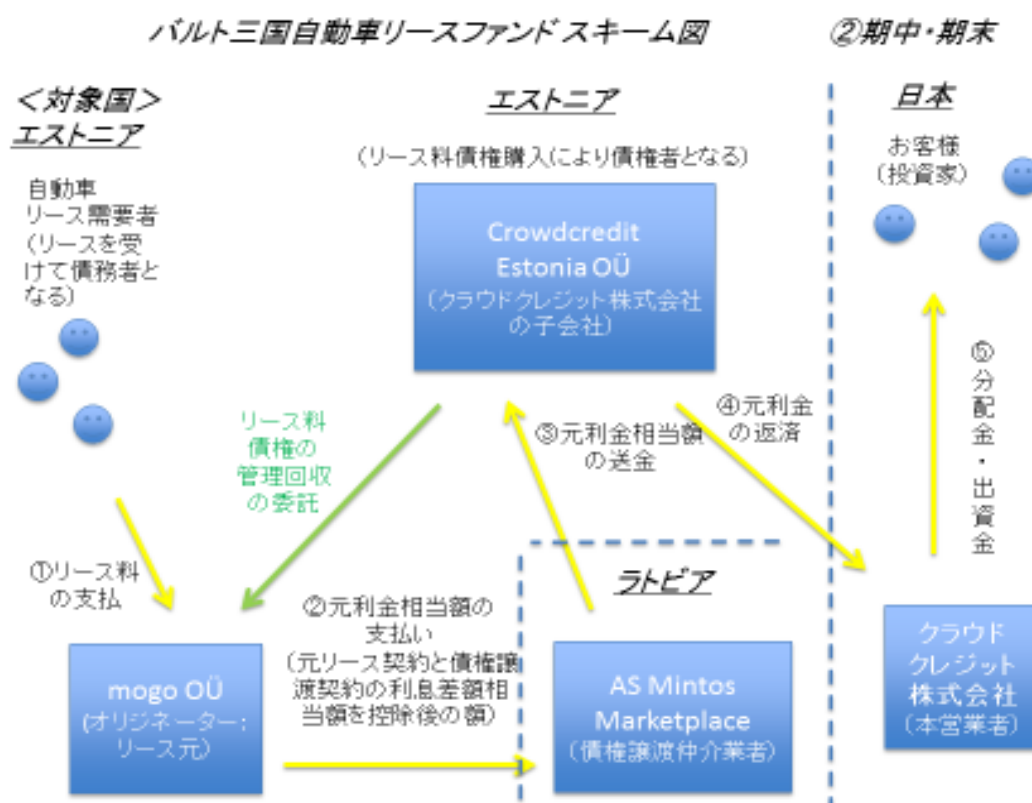 バルト三国自動車リースファンドスキーム図
②期中・期末
＜対象国＞
エストニア
自動車
リース需要者
（リースを受
けて債務者と
なる）
エストニア
（リース料債権購入により債権者となる）
Crowdcredit
Estonia OÜ
（クラウドクレジット株式会社
の子会社）
日本
お客様
（投資家）
リース料
債権の
管理回収
の委託
③元利金相当額
の送金
④元利金
の返済
⑤分配金・出資金
①リース料
の支払
②元利金相当額の
支払い
（元リース契約と債権譲
渡契約の利息差額相
当額を控除後の額）
ラトビア
mogo OÜ
（オリジネーター；
リース元）
AS Mintos
Marketplace
（債権譲渡仲介業者）
クラウド
クレジット
株式会社
（本営業者）